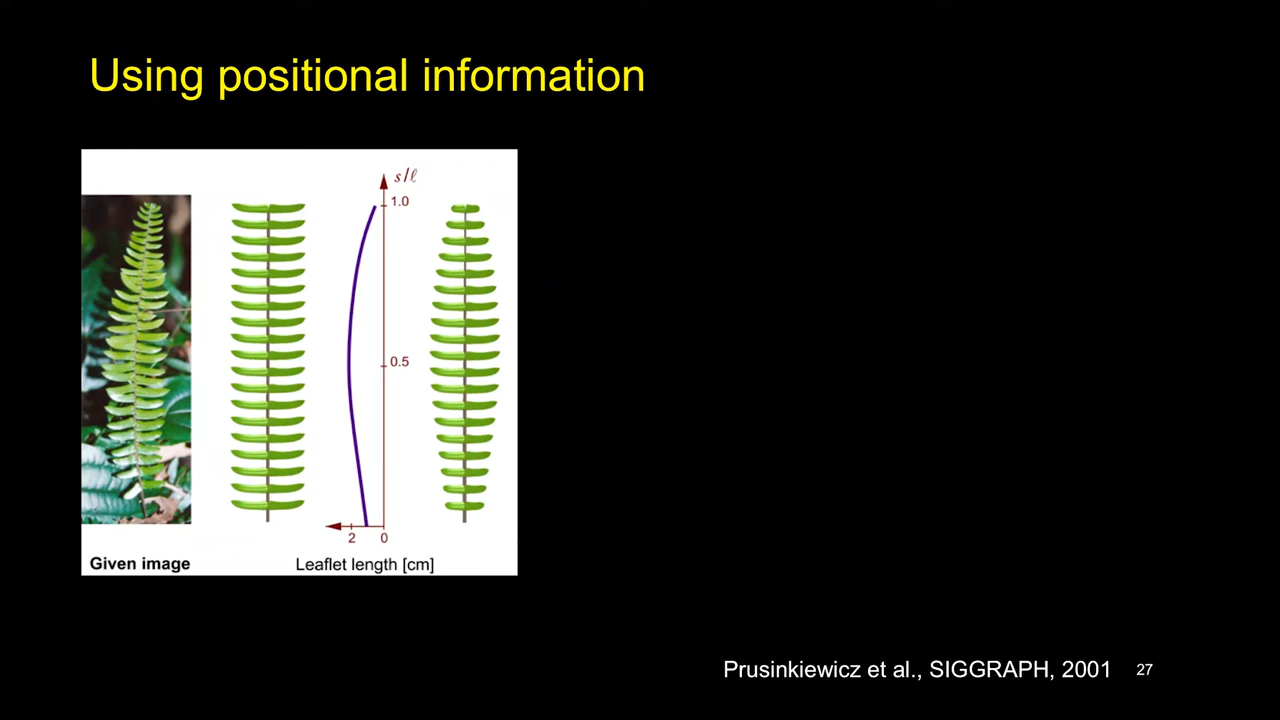 Using positional information
s/ℓ
1.0
0.5
2 0
Given image
Leaflet length [cm]
Prusinkiewicz et al., SIGGRAPH, 2001
27